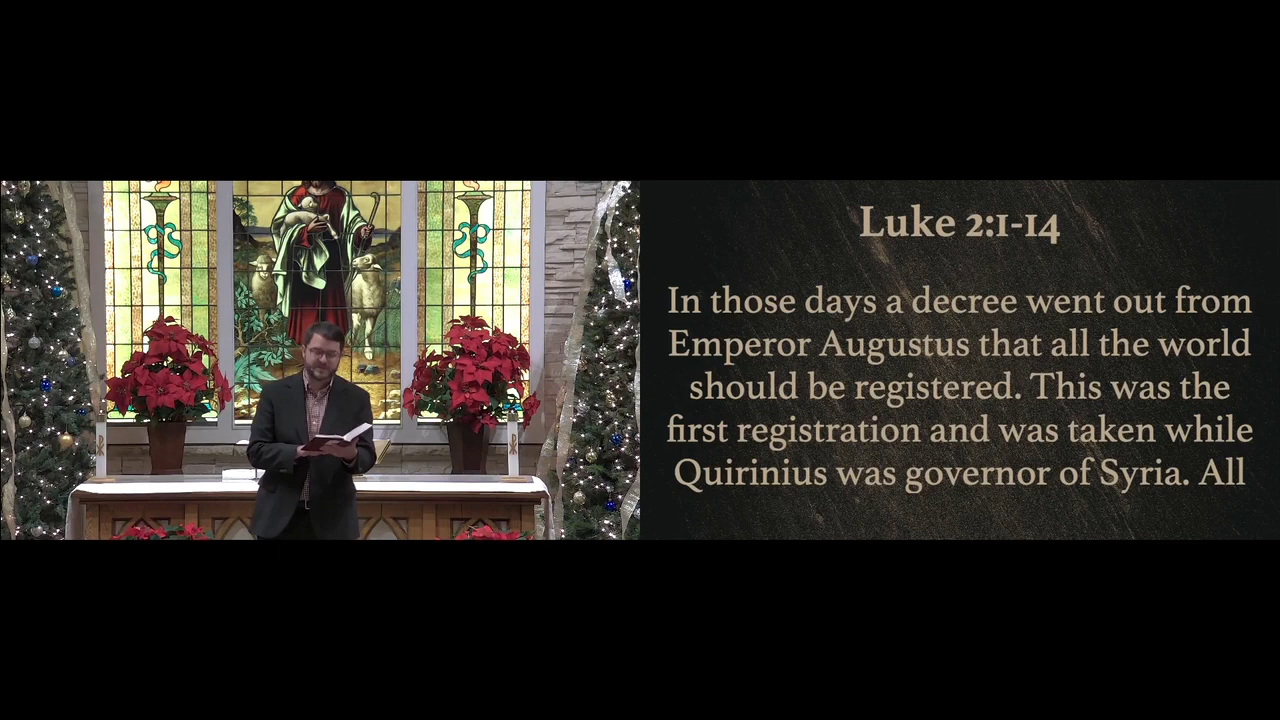 Luke 2:1-14
In those days a decree went out from
Emperor Augustus that all the world
should be registered. This was the
first registration and was taken while
Quirinius was governor of Syria. All